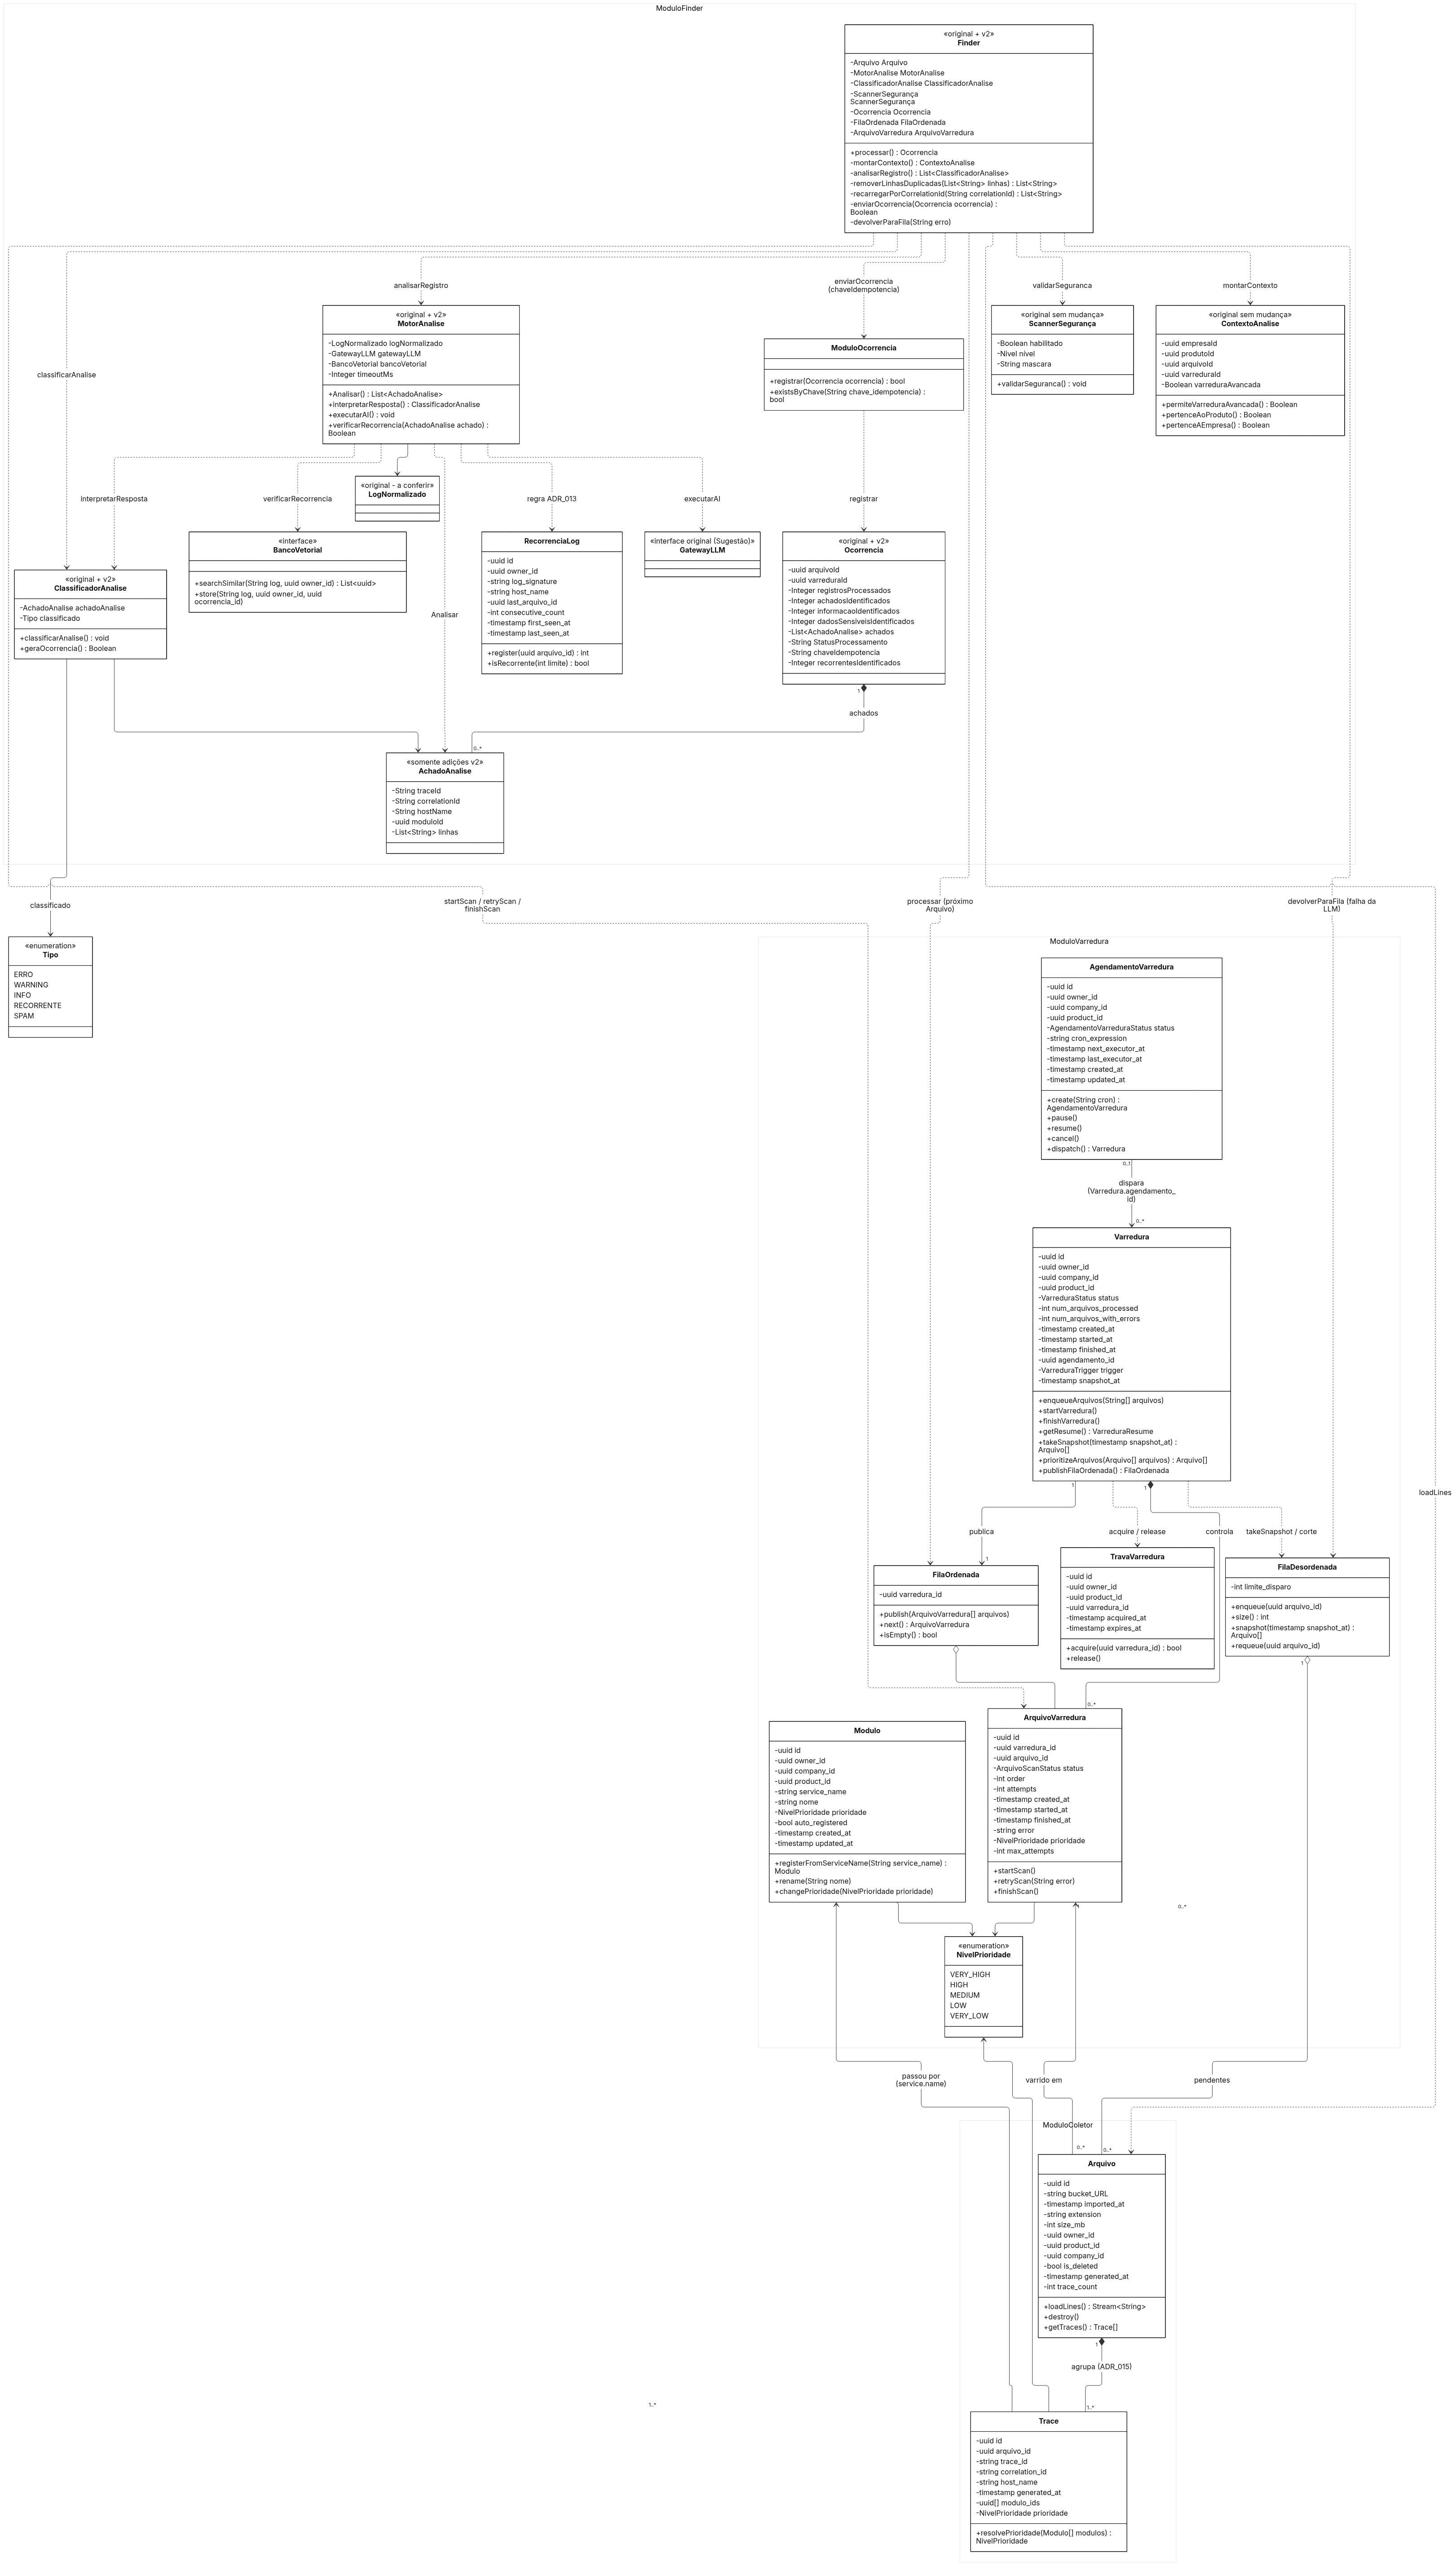 ModuloFinder
«original + v2»
Finder
-Arquivo Arquivo
-MotorAnalise MotorAnalise
-ClassificadorAnalise ClassificadorAnalise
-ScannerSegurança
ScannerSegurança
-Ocorrencia Ocorrencia
-FilaOrdenada FilaOrdenada
-ArquivoVarredura ArquivoVarredura
+processar() : Ocorrencia
-montarContexto() : ContextoAnalise
-analisarRegistro() : List<ClassificadorAnalise>
-removerLinhasDuplicadas(List<String> linhas) : List<String>
-recarregarPorCorrelationId(String correlationId) : List<String>
-enviarOcorrencia(Ocorrencia ocorrencia) :
Boolean
-devolverParaFila(String erro)
classificarAnalise
analisarRegistro
enviarOcorrencia
(chaveIdempotencia)
validarSeguranca
montarContexto
«original + v2»
MotorAnalise
-LogNormalizado logNormalizado
-GatewayLLM gatewayLLM
-BancoVetorial bancoVetorial
-Integer timeoutMs
+Analisar() : List<AchadoAnalise>
+interpretarResposta() : ClassificadorAnalise
+executarAI() : void
+verificarRecorrencia(AchadoAnalise achado) :
Boolean
ModuloOcorrencia
+registrar(Ocorrencia ocorrencia) : bool
+existsByChave(String chave_idempotencia) :
bool
«original sem mudança»
ScannerSegurança
-Boolean habilitado
-Nivel nivel
-String mascara
+validarSeguranca() : void
«original sem mudança»
ContextoAnalise
-uuid empresaId
-uuid produtoId
-uuid arquivoId
-uuid varreduraId
-Boolean varreduraAvancada
+permiteVarreduraAvancada() : Boolean
+pertenceAoProduto() : Boolean
+pertenceAEmpresa() : Boolean
interpretarResposta
verificarRecorrencia
«original - a conferir»
LogNormalizado
Analisar
regra ADR_013
executarAI
registrar
«original + v2»
ClassificadorAnalise
-AchadoAnalise achadoAnalise
-Tipo classificado
+classificarAnalise() : void
+geraOcorrencia() : Boolean
«interface»
BancoVetorial
+searchSimilar(String log, uuid owner_id) : List<uuid>
+store(String log, uuid owner_id, uuid
ocorrencia_id)
RecorrenciaLog
-uuid id
-uuid owner_id
-string log_signature
-string host_name
-uuid last_arquivo_id
-int consecutive_count
-timestamp first_seen_at
-timestamp last_seen_at
+register(uuid arquivo_id) : int
+isRecorrente(int limite) : bool
«interface original (Sugestão)»
GatewayLLM
«original + v2»
Ocorrencia
-uuid arquivoId
-uuid varreduraId
-Integer registrosProcessados
-Integer achadosIdentificados
-Integer informacaoIdentificados
-Integer dadosSensiveisIdentificados
-List<AchadoAnalise> achados
-String StatusProcessamento
-String chaveIdempotencia
-Integer recorrentesIdentificados
1
achados
0..*
«somente adições v2»
AchadoAnalise
-String traceId
-String correlationId
-String hostName
-uuid moduloId
-List<String> linhas
classificado
startScan / retryScan /
finishScan
processar (próximo
Arquivo)
devolverParaFila (falha da
LLM)
loadLines
«enumeration»
Tipo
ERRO
WARNING
INFO
RECORRENTE
SPAM
ModuloVarredura
AgendamentoVarredura
-uuid id
-uuid owner_id
-uuid company_id
-uuid product_id
-AgendamentoVarreduraStatus status
-string cron_expression
-timestamp next_executor_at
-timestamp last_executor_at
-timestamp created_at
-timestamp updated_at
+create(String cron) :
AgendamentoVarredura
+pause()
+resume()
+cancel()
+dispatch() : Varredura
0..1
dispara
(Varredura.agendamento_
id)
0..*
Varredura
-uuid id
-uuid owner_id
-uuid company_id
-uuid product_id
-VarreduraStatus status
-int num_arquivos_processed
-int num_arquivos_with_errors
-timestamp created_at
-timestamp started_at
-timestamp finished_at
-uuid agendamento_id
-VarreduraTrigger trigger
-timestamp snapshot_at
+enqueueArquivos(String[] arquivos)
+startVarredura()
+finishVarredura()
+getResume() : VarreduraResume
+takeSnapshot(timestamp snapshot_at) :
Arquivo[]
+prioritizeArquivos(Arquivo[] arquivos) : Arquivo[]
+publishFilaOrdenada() : FilaOrdenada
1
1
publica
acquire / release
controla
takeSnapshot / corte
1
FilaOrdenada
-uuid varredura_id
+publish(ArquivoVarredura[] arquivos)
+next() : ArquivoVarredura
+isEmpty() : bool
TravaVarredura
-uuid id
-uuid owner_id
-uuid product_id
-uuid varredura_id
-timestamp acquired_at
-timestamp expires_at
+acquire(uuid varredura_id) : bool
+release()
FilaDesordenada
-int limite_disparo
+enqueue(uuid arquivo_id)
+size() : int
+snapshot(timestamp snapshot_at) :
Arquivo[]
+requeue(uuid arquivo_id)
1
0..*
Modulo
-uuid id
-uuid owner_id
-uuid company_id
-uuid product_id
-string service_name
-string nome
-NivelPrioridade prioridade
-bool auto_registered
-timestamp created_at
-timestamp updated_at
+registerFromServiceName(String service_name) :
Modulo
+rename(String nome)
+changePrioridade(NivelPrioridade prioridade)
ArquivoVarredura
-uuid id
-uuid varredura_id
-uuid arquivo_id
-ArquivoScanStatus status
-int order
-int attempts
-timestamp created_at
-timestamp started_at
-timestamp finished_at
-string error
-NivelPrioridade prioridade
-int max_attempts
+startScan()
+retryScan(String error)
+finishScan()
1
0..*
«enumeration»
NivelPrioridade
VERY_HIGH
HIGH
MEDIUM
LOW
VERY_LOW
passou por
(service.name)
varrido em
pendentes
ModuloColetor
0..*
0..*
Arquivo
-uuid id
-string bucket_URL
-timestamp imported_at
-string extension
-int size_mb
-uuid owner_id
-uuid product_id
-uuid company_id
-bool is_deleted
-timestamp generated_at
-int trace_count
+loadLines() : Stream<String>
+destroy()
+getTraces() : Trace[]
1
agrupa (ADR_015)
1..*
1..*
Trace
-uuid id
-uuid arquivo_id
-string trace_id
-string correlation_id
-string host_name
-timestamp generated_at
-uuid[] modulo_ids
-NivelPrioridade prioridade
+resolvePrioridade(Modulo[] modulos) :
NivelPrioridade